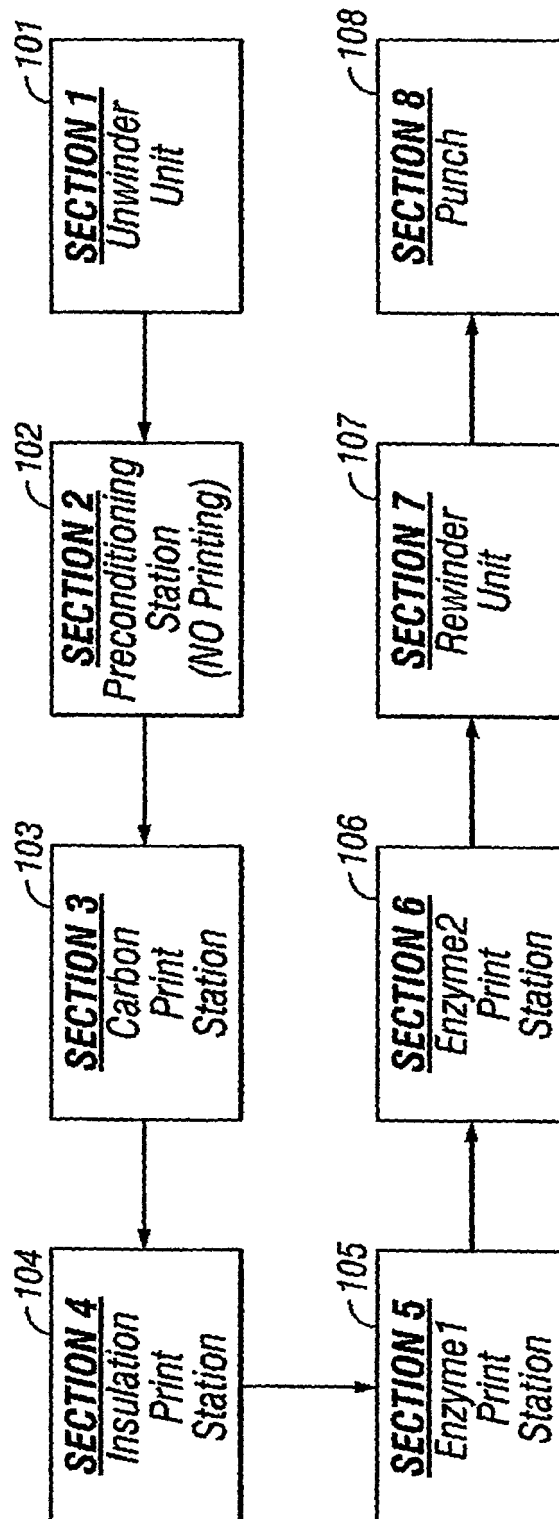 101
SECTION 1
Unwinder
Unit
102
SECTION 2
Preconditioning
Station
(NO Printing)
103
SECTION 3
Carbon
Print
Station
104
SECTION 4
Insulation
Print
Station
105
SECTION 5
Enzyme1
Print
Station
106
SECTION 6
Enzyme2
Print
Station
107
SECTION 7
Rewinder
Unit
108
SECTION 8
Punch